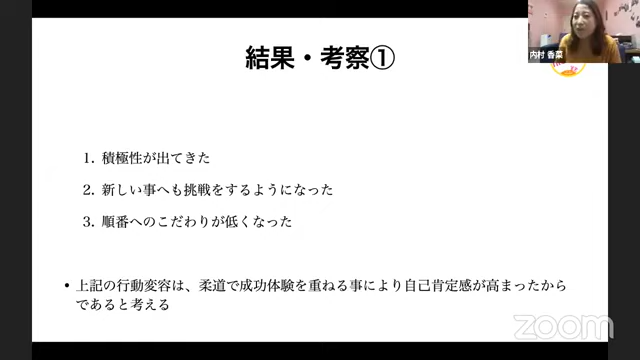 結果・考察①
内村 香菜
1. 積極性が出てきた
2. 新しい事へも挑戦をするようになった
3. 順番へのこだわりが低くなった
• 上記の行動変容は、柔道で成功体験を重ねる事により自己肯定感が高まったから
であると考える
zoom